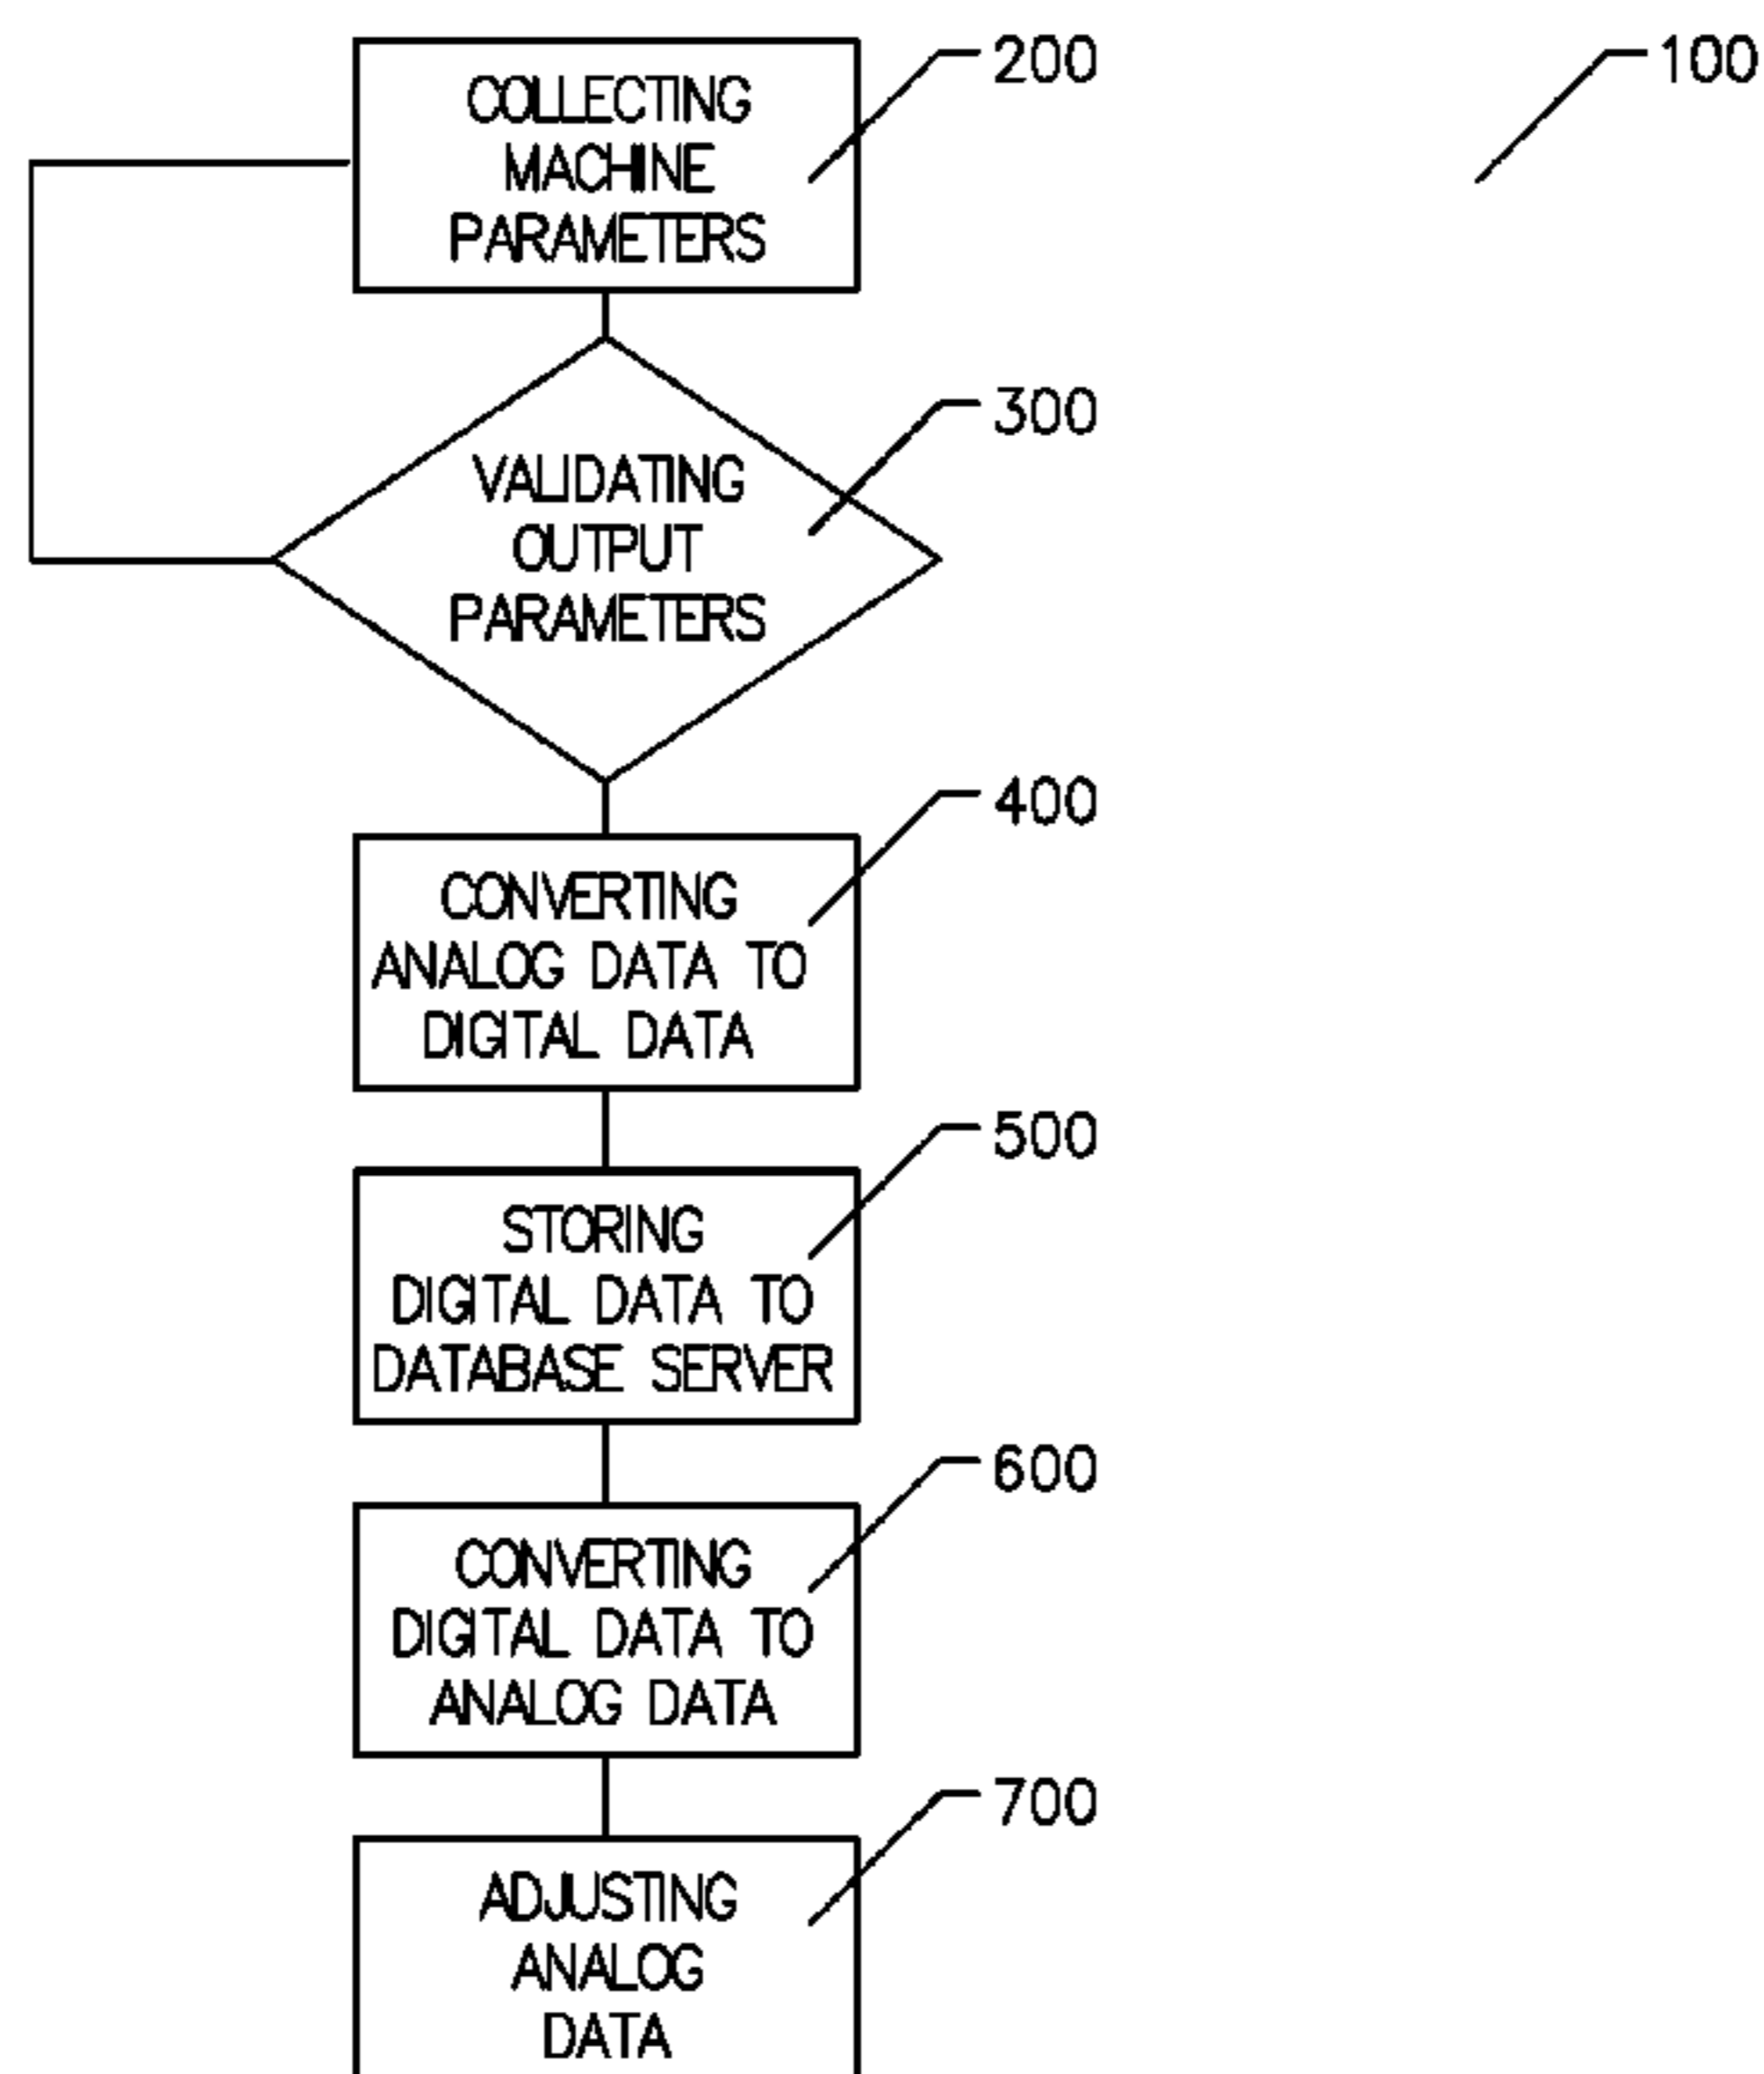 200
100
COLLECTING
MACHINE
PARAMETERS
300
VALIDATING
OUTPUT
PARAMETERS
400
CONVERTING
ANALOG DATA TO
DIGITAL DATA
500
STORING
DIGITAL DATA TO
DATABASE SERVER
600
CONVERTING
DIGITAL DATA TO
ANALOG DATA
700
ADJUSTING
ANALOG
DATA